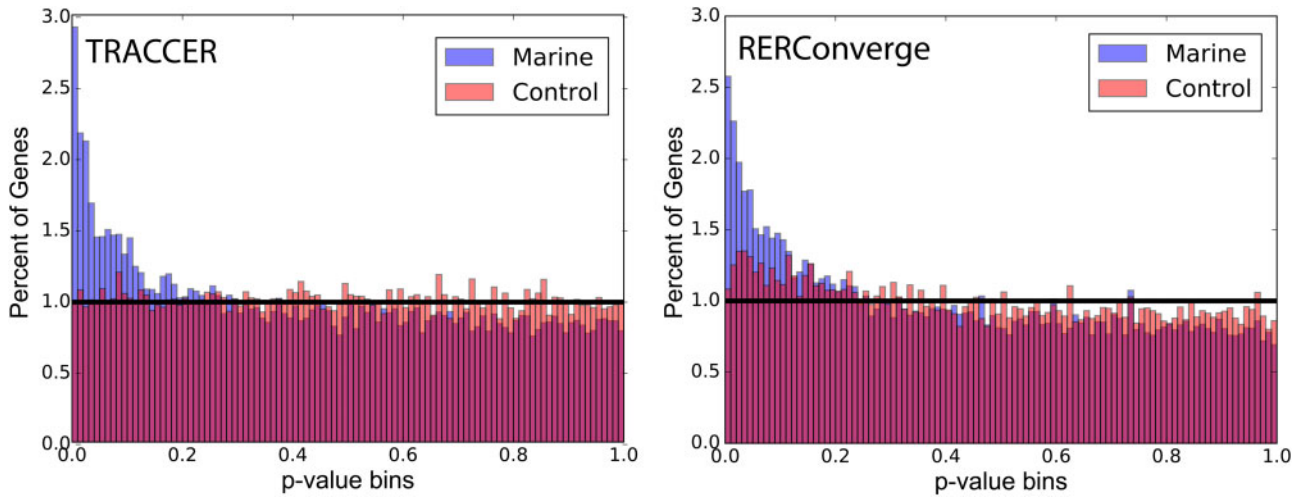 TRACCER
Marine
Control
Percent of Genes
3.0
2.5
2.0
1.5
1.0
0.5
0.0
0.0 0.2 0.4 0.6 0.8 1.0
p-value bins
RERConverge
Marine
Control
Percent of Genes
3.0
2.5
2.0
1.5
1.0
0.5
0.0
0.0 0.2 0.4 0.6 0.8 1.0
p-value bins